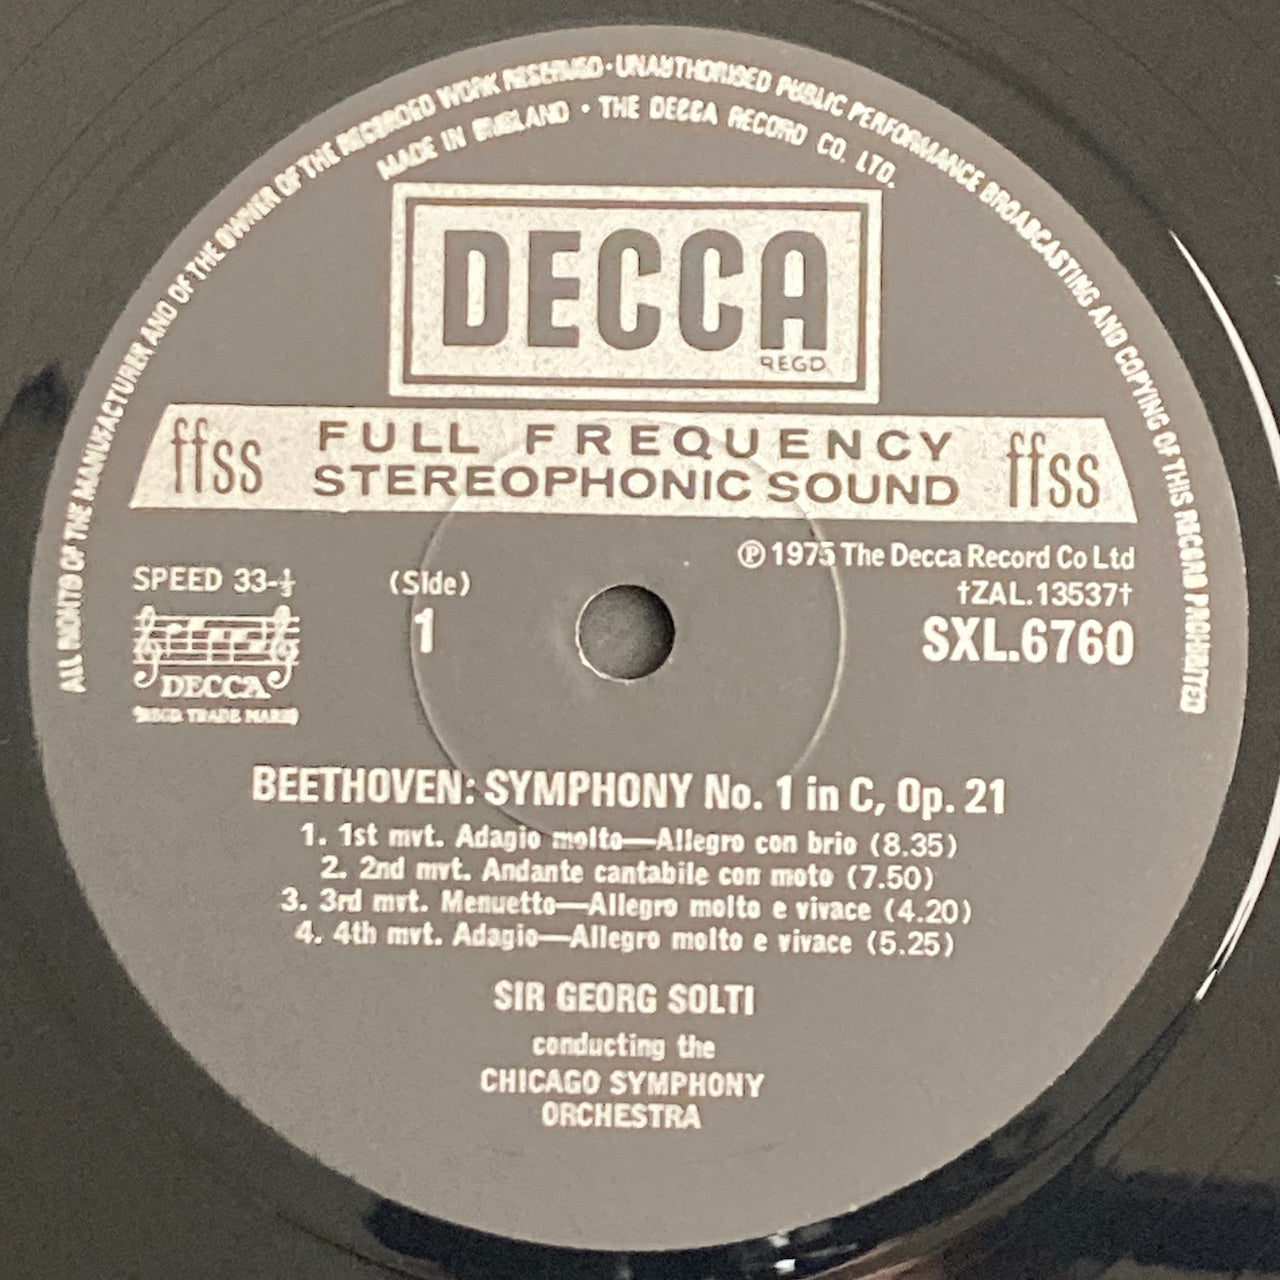 ALL RIGHTS OF THE MANUFACTURER AND OF THE OWNER OF THE RECORDED WORK RESERVED · UNAUTHORISED PUBLIC PERFORMANCE BROADCASTING AND COPYING OF THIS RECORD PROHIBITED
MADE IN ENGLAND · THE DECCA RECORD CO. LTD.
DECCA
REGD
ffss FULL FREQUENCY STEREOPHONIC SOUND ffss
℗ 1975 The Decca Record Co Ltd
SPEED 33-⅓
(Side)
†ZAL.13537†
1
SXL.6760
DECCA
REGD TRADE MARK
BEETHOVEN: SYMPHONY No. 1 in C, Op. 21
1. 1st mvt. Adagio molto—Allegro con brio (8.35)
2. 2nd mvt. Andante cantabile con moto (7.50)
3. 3rd mvt. Menuetto—Allegro molto e vivace (4.20)
4. 4th mvt. Adagio—Allegro molto e vivace (5.25)
SIR GEORG SOLTI
conducting the
CHICAGO SYMPHONY
ORCHESTRA